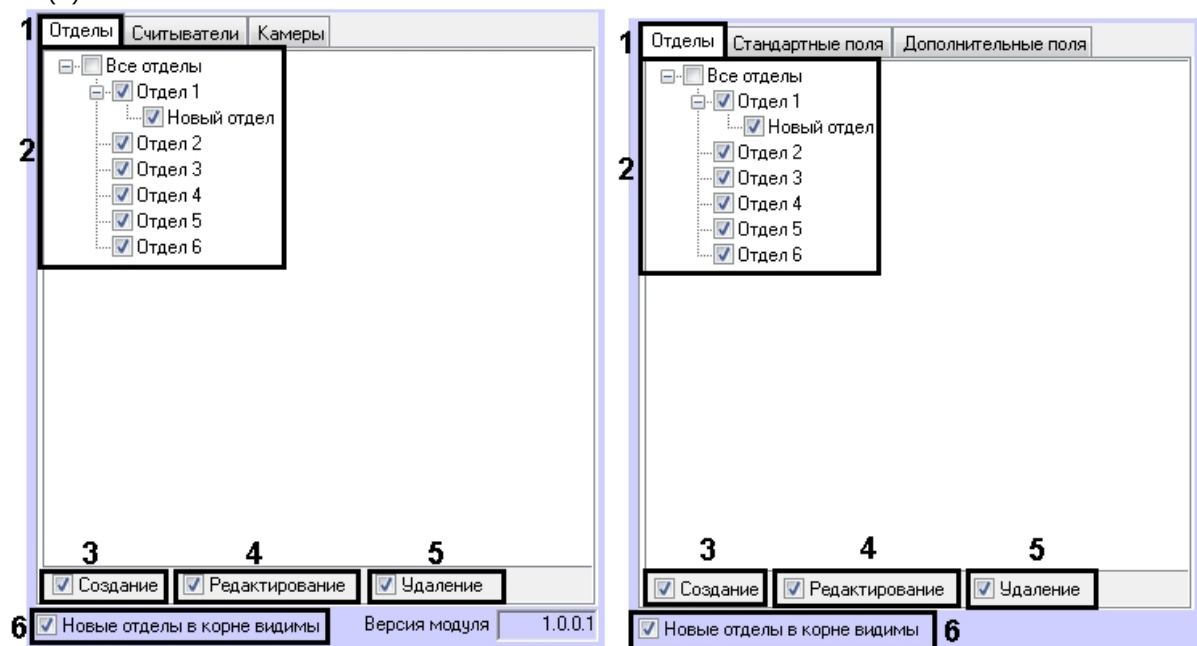 1 Отделы Считыватели Камеры
Все отделы
Отдел 1
Новый отдел
2 Отдел 2
Отдел 3
Отдел 4
Отдел 5
Отдел 6
3 4 5
Создание Редактирование Удаление
6 Новые отделы в корне видимы Версия модуля 1.0.0.1
1 Отделы Стандартные поля Дополнительные поля
Все отделы
Отдел 1
Новый отдел
Отдел 2
2 Отдел 3
Отдел 4
Отдел 5
Отдел 6
3 4 5
Создание Редактирование Удаление
Новые отделы в корне видимы 6